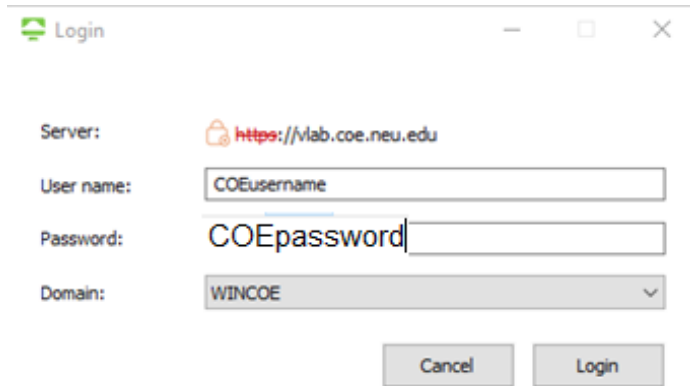 Login
Server: https://vlab.coe.neu.edu
User name: COEusername
Password: COEpassword
Domain: WINCOE
Cancel Login